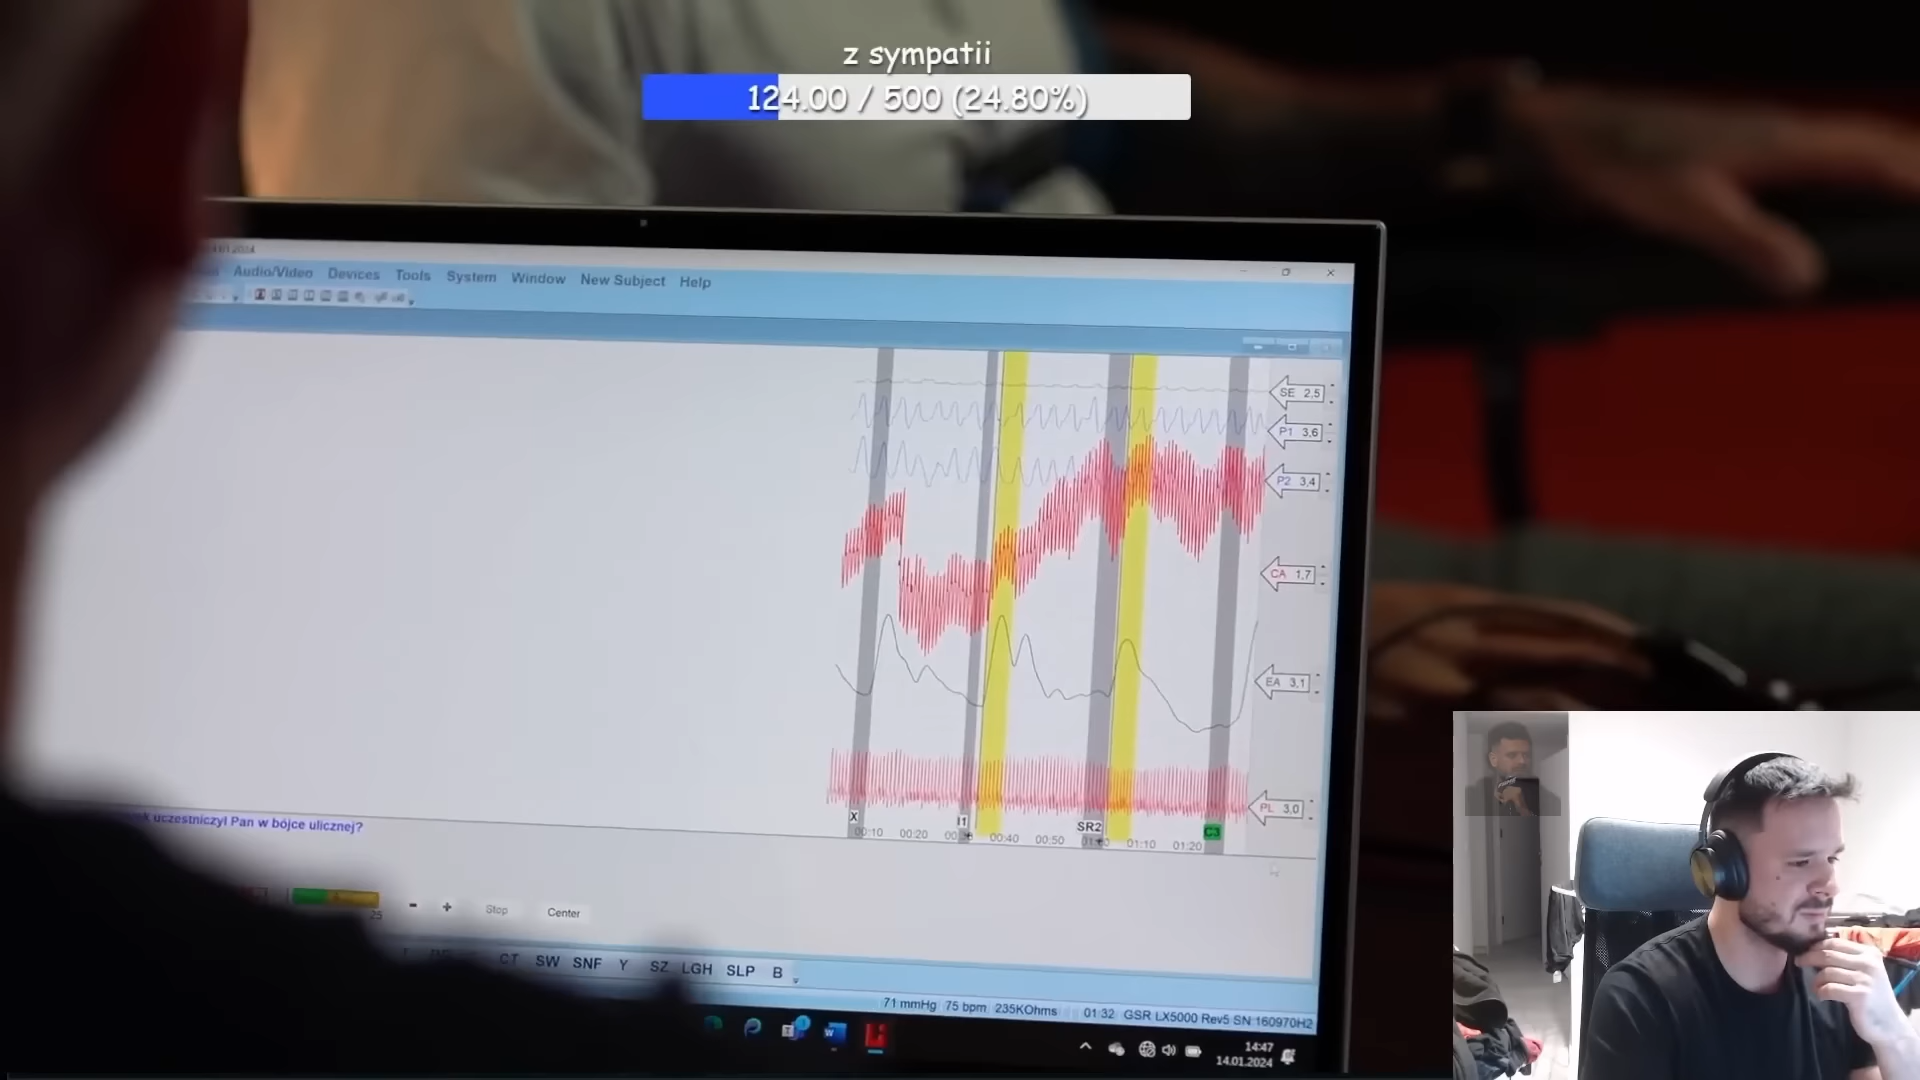 z sympatii
124.00 / 500 (24.80%)
Audio/Video Devices Tools System Window New Subject Help
SE 2,5
P1 3,6
P2 3,4
CA 1,7
EA 3,1
PL 3,0
X I1 SR2
00:10 00:20 00:40 00:50 01:10 01:20
uczestniczył Pan w bójce ulicznej?
25 - + Stop Center
CT SW SNF Y SZ LGH SLP B
71 mmHg 75 bpm 235KOhms 01:32 GSR LX5000 Rev5 SN 160970H2
14:47
14.01.2024